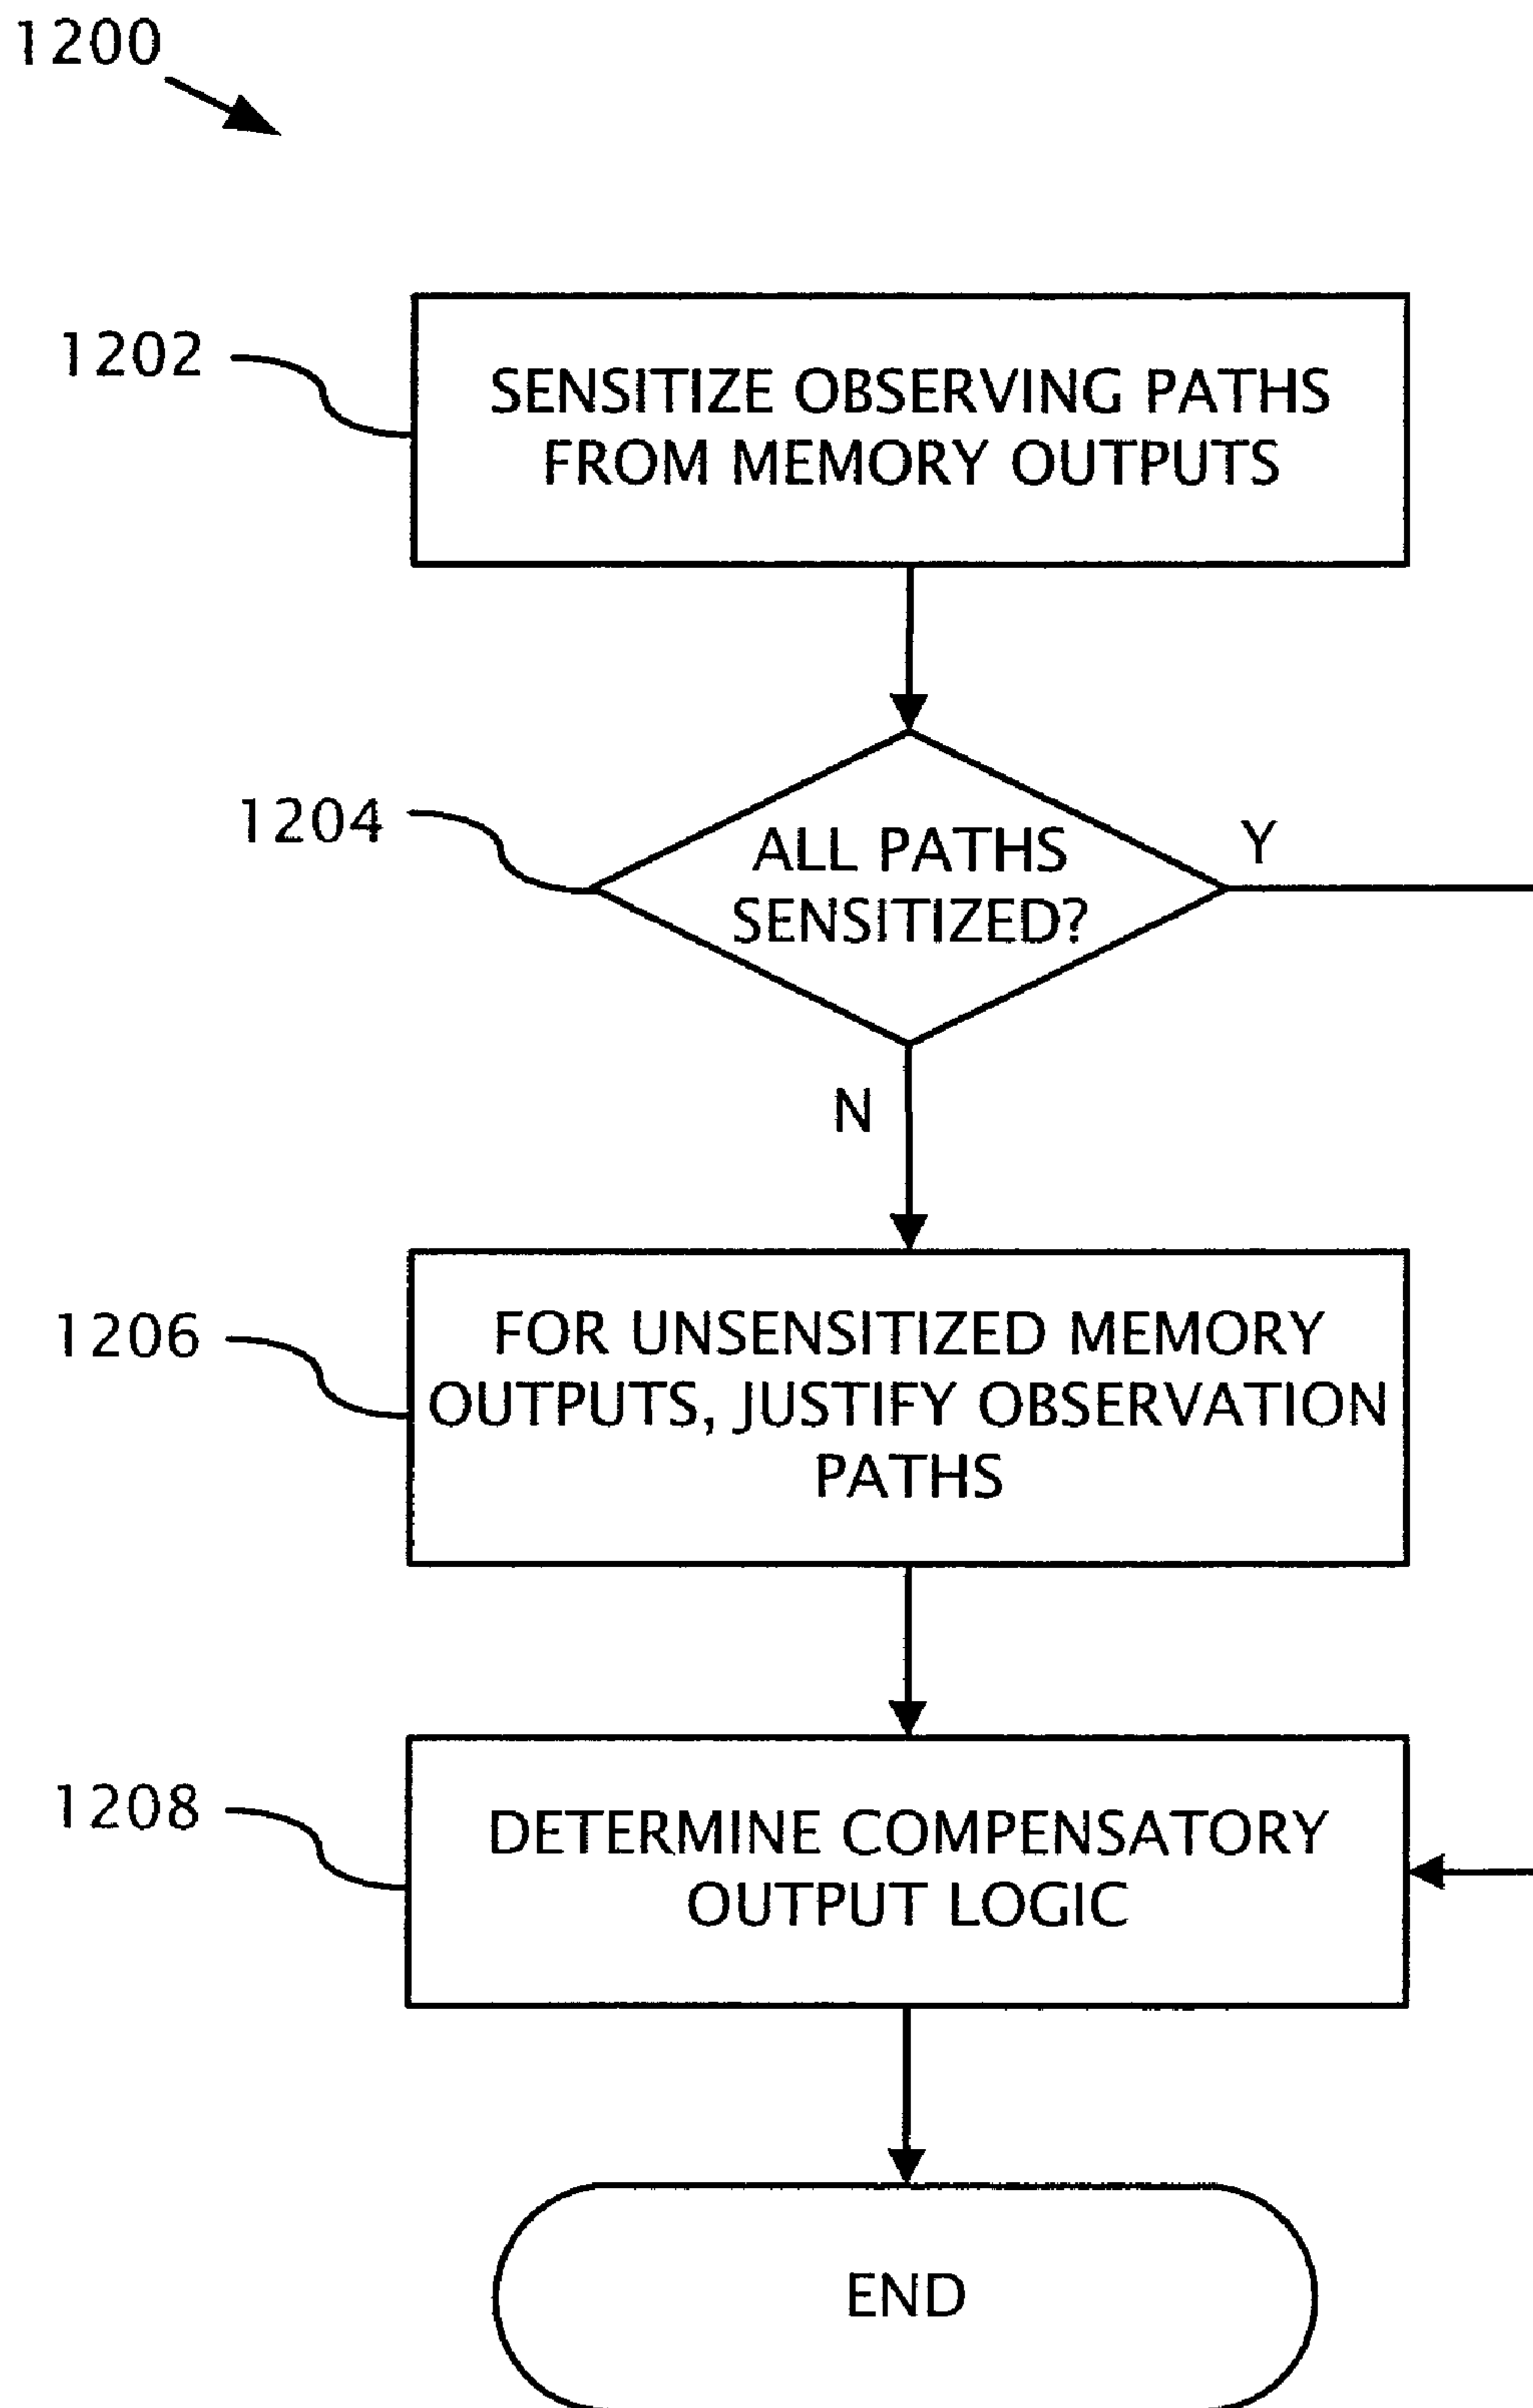 1200
1202
SENSITIZE OBSERVING PATHS
FROM MEMORY OUTPUTS
1204
ALL PATHS
SENSITIZED?
Y
N
1206
FOR UNSENSITIZED MEMORY
OUTPUTS, JUSTIFY OBSERVATION
PATHS
1208
DETERMINE COMPENSATORY
OUTPUT LOGIC
END